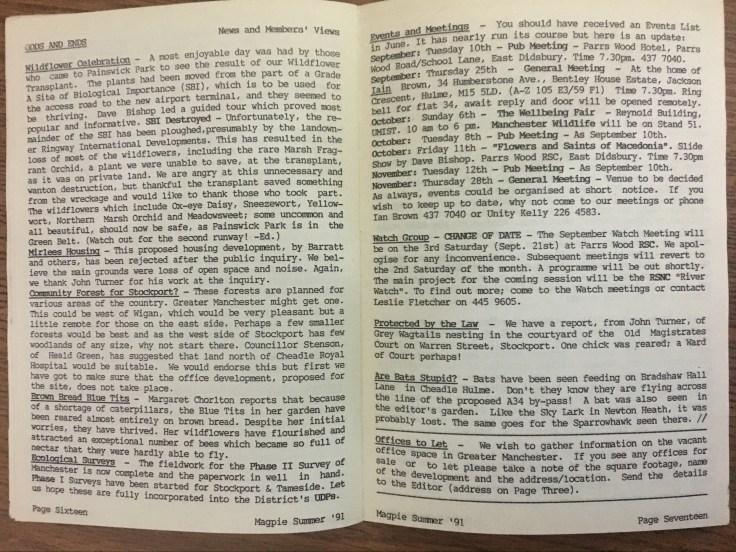 News and Members' Views
GODS AND ENDS
Wildflower Celebration - A most enjoyable day was had by those
who came to Painswick Park to see the result of our Wildflower
Transplant. The plants had been moved from the part of a Grade
A Site of Biological Importance (SBI), which is to be used for
the access road to the new airport terminal, and they seemed to
be thriving. Dave Bishop led a guided tour which proved most
popular and informative. SBI Destroyed - Unfortunately, the re-
mainder of the SBI has been ploughed,presumably by the landown-
er Ringway International Developments. This has resulted in the
loss of most of the wildflowers, including the rare Marsh Frag-
rant Orchid, a plant we were unable to save, at the transplant,
as it was on private land. We are angry at this unnecessary and
wanton destruction, but thankful the transplant saved something
from the wreckage and would like to thank those who took part.
The wildflowers which include Ox-eye Daisy, Sneezewort, Yellow-
wort, Northern Marsh Orchid and Meadowsweet; some uncommon and
all beautiful, should now be safe, as Painswick Park is in the
Green Belt. (Watch out for the second runway! -Ed.)
Mirless Housing - This proposed housing development, by Barratt
and others, has been rejected after the public inquiry. We bel-
ieve the main grounds were loss of open space and noise. Again,
we thank John Turner for his work at the inquiry.
Community Forest for Stockport? - These forests are planned for
various areas of the country. Greater Manchester might get one.
This could be west of Wigan, which would be very pleasant but a
little remote for those on the east side. Perhaps a few smaller
forests would be best and as the west side of Stockport has few
woodlands of any size, why not start there. Councillor Stenson,
of Heald Green, has suggested that land north of Cheadle Royal
Hospital would be suitable. We would endorse this but first we
have got to make sure that the office development, proposed for
the site, does not take place.
Brown Bread Blue Tits - Margaret Chorlton reports that because
of a shortage of caterpillars, the Blue Tits in her garden have
been reared almost entirely on brown bread. Despite her initial
worries, they have thrived. Her wildflowers have flourished and
attracted an exceptional number of bees which became so full of
nectar that they were hardly able to fly.
Ecological Surveys - The fieldwork for the Phase II Survey of
Manchester is now complete and the paperwork in well in hand.
Phase I Surveys have been started for Stockport & Tameside. Let
us hope these are fully incorporated into the District's UDPs.
Page Sixteen
Magpie Summer '91
Events and Meetings - You should have received an Events List
in June. It has nearly run its course but here is an update:
September: Tuesday 10th - Pub Meeting - Parrs Wood Hotel, Parrs
Wood Road/School Lane, East Didsbury. Time 7.30pm. 437 7040.
September: Thursday 25th - General Meeting - At the home of
Iain Brown, 34 Humberstone Ave., Bentley House Estate, Jackson
Crescent, Hulme, M15 5LD. (A-Z 105 E3/59 F1) Time 7.30pm. Ring
bell for flat 34, await reply and door will be opened remotely.
October: Sunday 6th - The Wellbeing Fair - Reynold Building,
UMIST. 10 am to 6 pm. Manchester Wildlife will be on Stand 51.
October: Tuesday 8th - Pub Meeting - As September 10th.
October: Friday 11th - "Flowers and Saints of Macedonia". Slide
Show by Dave Bishop. Parrs Wood RSC, East Didsbury. Time 7.30pm
November: Tuesday 12th - Pub Meeting - As September 10th.
November: Thursday 28th - General Meeting - Venue to be decided
As always, events could be organised at short notice. If you
wish to keep up to date, why not come to our meetings or phone
Ian Brown 437 7040 or Unity Kelly 226 4583.
Watch Group - CHANGE OF DATE - The September Watch Meeting will
be on the 3rd Saturday (Sept. 21st) at Parrs Wood RSC. We apol-
ogise for any inconvenience. Subsequent meetings will revert to
the 2nd Saturday of the month. A programme will be out shortly.
The main project for the coming session will be the RSNC "River
Watch". To find out more; come to the Watch meetings or contact
Leslie Fletcher on 445 9605.
Protected by the Law - We have a report, from John Turner, of
Grey Wagtails nesting in the courtyard of the Old Magistrates
Court on Warren Street, Stockport. One chick was reared; a Ward
of Court perhaps!
Are Bats Stupid? - Bats have been seen feeding on Bradshaw Hall
Lane in Cheadle Hulme. Don't they know they are flying across
the line of the proposed A34 by-pass! A bat was also seen in
the editor's garden. Like the Sky Lark in Newton Heath, it was
probably lost. The same goes for the Sparrowhawk seen there. //
Offices to Let - We wish to gather information on the vacant
office space in Greater Manchester. If you see any offices for
sale or to let please take a note of the square footage, name
of the development and the address/location. Send the details
to the Editor (address on Page Three).
Magpie Summer '91
Page Seventeen